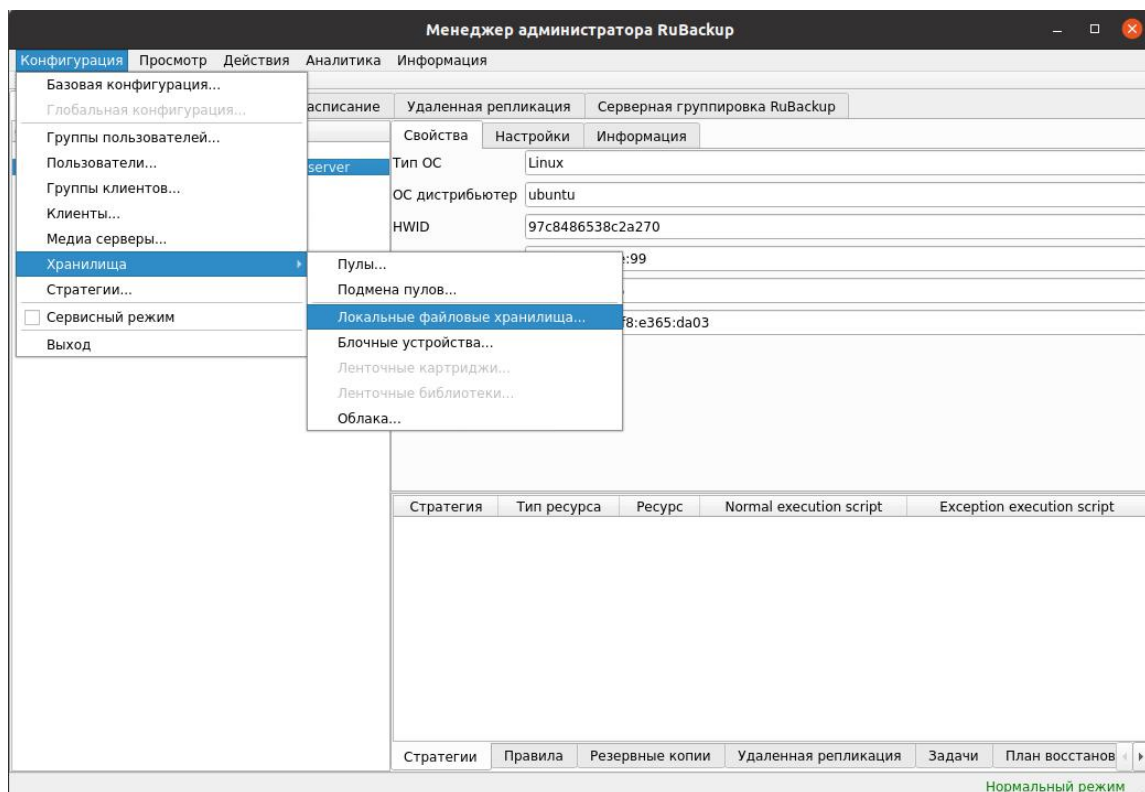 Менеджер администратора RuBackup
Конфигурация Просмотр Действия Аналитика Информация
Базовая конфигурация...
Глобальная конфигурация...
Группы пользователей...
Пользователи...
Группы клиентов...
Клиенты...
Медиа серверы...
Хранилища
Стратегии...
Сервисный режим
Выход
Пулы...
Подмена пулов...
Локальные файловые хранилища...
Блочные устройства...
Ленточные картриджи...
Ленточные библиотеки...
Облака...
асписание Удаленная репликация Серверная группировка RuBackup
server
Свойства Настройки Информация
Тип ОС Linux
ОС дистрибьютер ubuntu
HWID 97c8486538c2a270
:99
f8:e365:da03
Стратегия Тип ресурса Ресурс Normal execution script Exception execution script
Стратегии Правила Резервные копии Удаленная репликация Задачи План восстанов
Нормальный режим